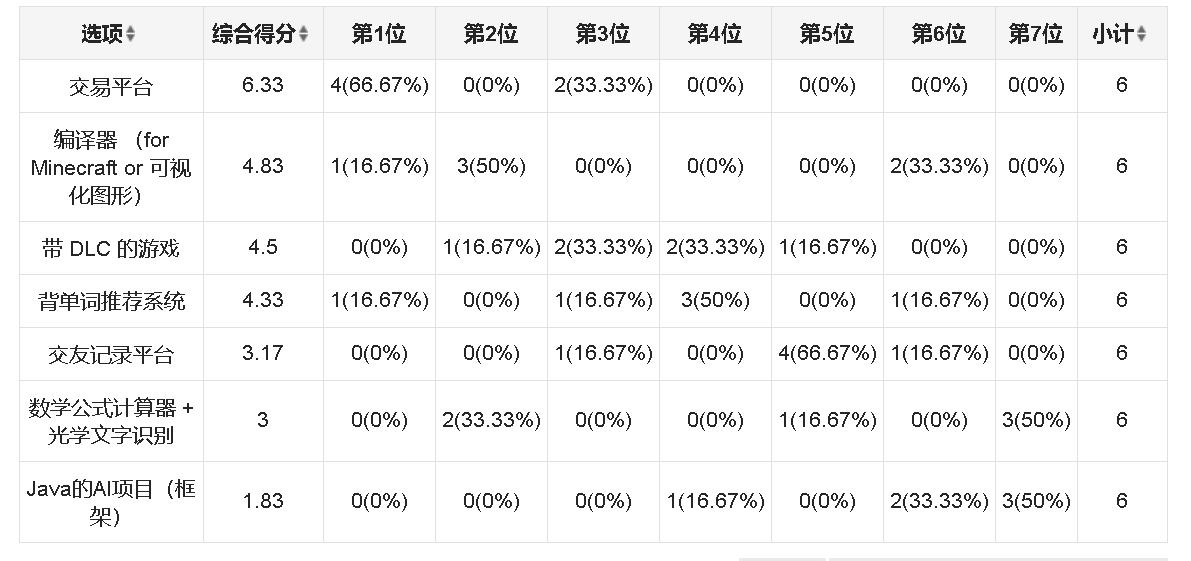 选项 综合得分 第1位 第2位 第3位 第4位 第5位 第6位 第7位 小计
交易平台 6.33 4(66.67%) 0(0%) 2(33.33%) 0(0%) 0(0%) 0(0%) 0(0%) 6
编译器 （for
Minecraft or 可视
化图形） 4.83 1(16.67%) 3(50%) 0(0%) 0(0%) 0(0%) 2(33.33%) 0(0%) 6
带 DLC 的游戏 4.5 0(0%) 1(16.67%) 2(33.33%) 2(33.33%) 1(16.67%) 0(0%) 0(0%) 6
背单词推荐系统 4.33 1(16.67%) 0(0%) 1(16.67%) 3(50%) 0(0%) 1(16.67%) 0(0%) 6
交友记录平台 3.17 0(0%) 0(0%) 1(16.67%) 0(0%) 4(66.67%) 1(16.67%) 0(0%) 6
数学公式计算器 +
光学文字识别 3 0(0%) 2(33.33%) 0(0%) 0(0%) 1(16.67%) 0(0%) 3(50%) 6
Java的AI项目（框
架） 1.83 0(0%) 0(0%) 0(0%) 1(16.67%) 0(0%) 2(33.33%) 3(50%) 6